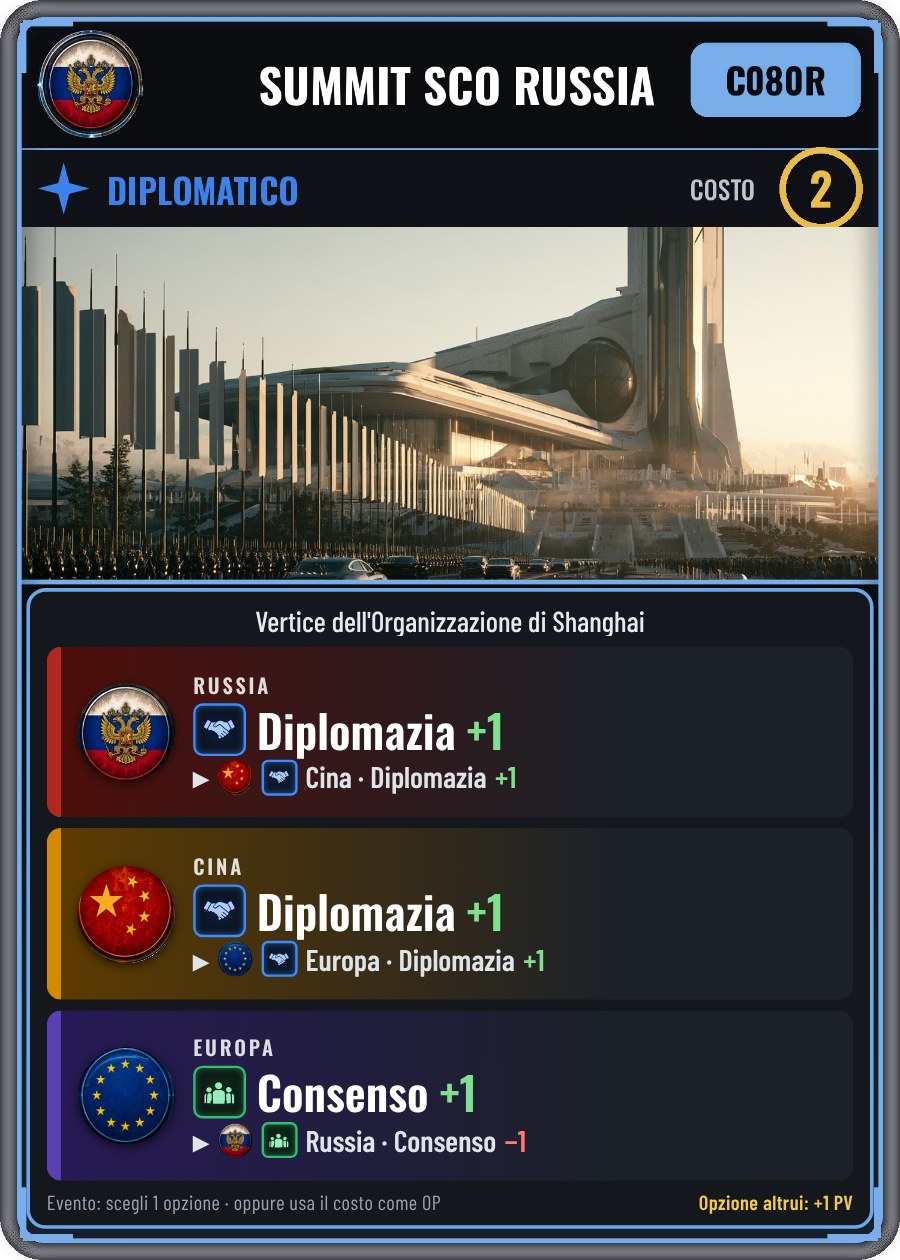 SUMMIT SCO RUSSIA
C080R
DIPLOMATICO
COSTO
2
Vertice dell'Organizzazione di Shanghai
RUSSIA
Diplomazia +1
▶ Cina · Diplomazia +1
CINA
Diplomazia +1
▶ Europa · Diplomazia +1
EUROPA
Consenso +1
▶ Russia · Consenso −1
Evento: scegli 1 opzione · oppure usa il costo come OP
Opzione altrui: +1 PV